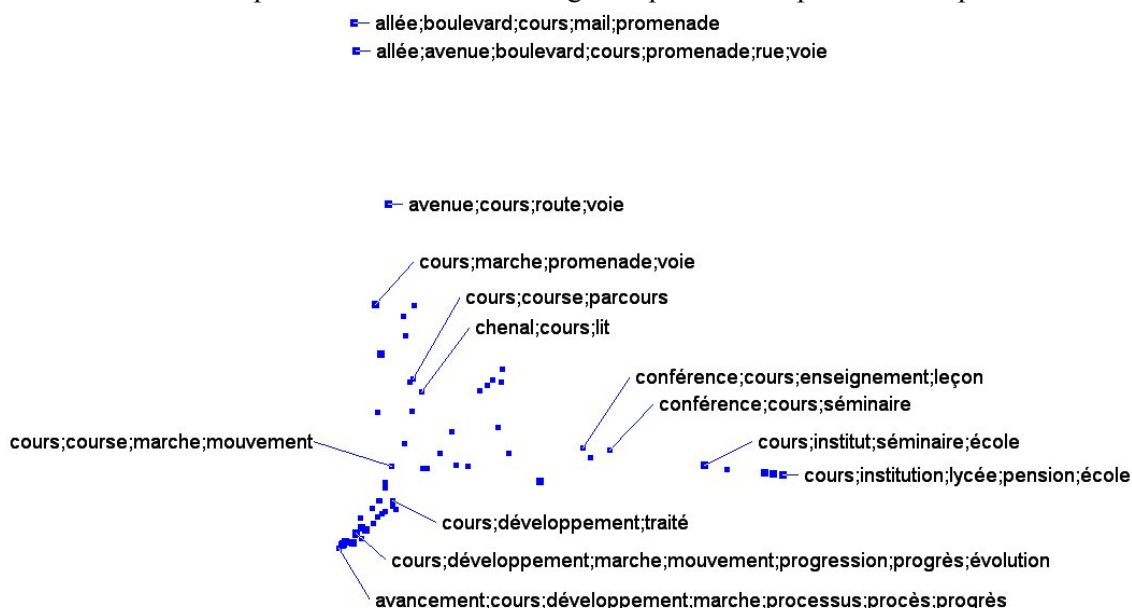 allée;boulevard;cours;mail;promenade
allée;avenue;boulevard;cours;promenade;rue;voie
avenue;cours;route;voie
cours;marche;promenade;voie
cours;course;parcours
chenal;cours;lit
conférence;cours;enseignement;leçon
conférence;cours;séminaire
cours;course;marche;mouvement
cours;institut;séminaire;école
cours;institution;lycée;pension;école
cours;développement;traité
cours;développement;marche;mouvement;progression;progrès;évolution
avancement;cours;développement;marche;processus;procès;progrès